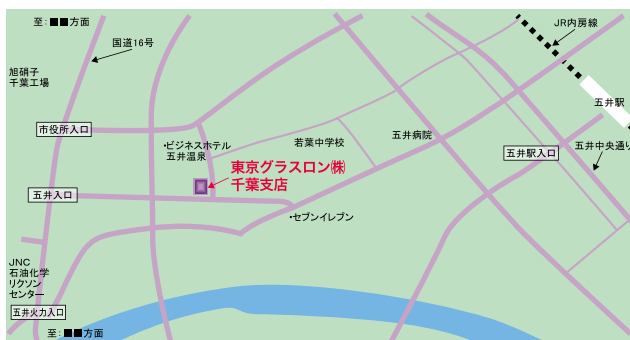 至:■■方面
国道16号
JR内房線
旭硝子
千葉工場
五井駅
市役所入口
・ビジネスホテル
五井温泉
若葉中学校
五井病院
五井駅入口
五井中央通り
東京グラスロン㈱
千葉支店
五井入口
・セブンイレブン
JNC
石油化学
リクソン
センター
五井火力入口
至:■■方面